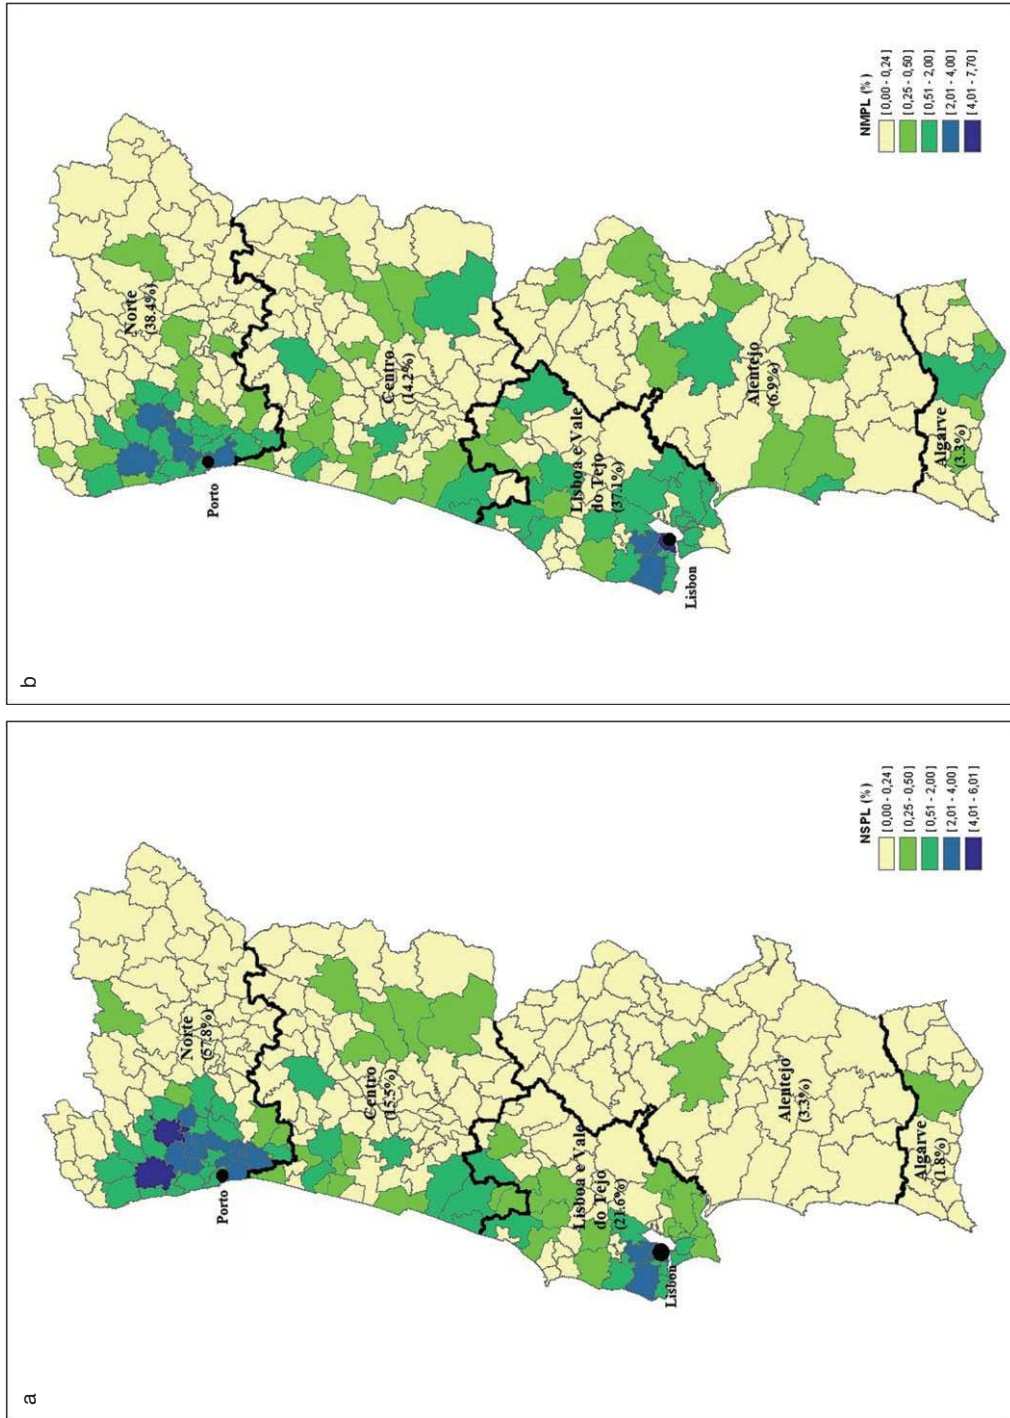 a
Norte
(57.8%)
Porto
Centro
(15.5%)
Lisboa e Vale
do Tejo
(21.6%)
Lisbon
Alentejo
(3.3%)
Algarve
(1.8%)
NSPL (%)
[ 0,00 - 0,24 ]
[ 0,25 - 0,50 ]
[ 0,51 - 2,00 ]
[ 2,01 - 4,00 ]
[ 4,01 - 6,01 ]
b
Norte
(38.4%)
Porto
Centro
(14.2%)
Lisboa e Vale
do Tejo
(37.1%)
Lisbon
Alentejo
(6.9%)
Algarve
(3.3%)
NMPL (%)
[ 0,00 - 0,24 ]
[ 0,25 - 0,50 ]
[ 0,51 - 2,00 ]
[ 2,01 - 4,00 ]
[ 4,01 - 7,70 ]